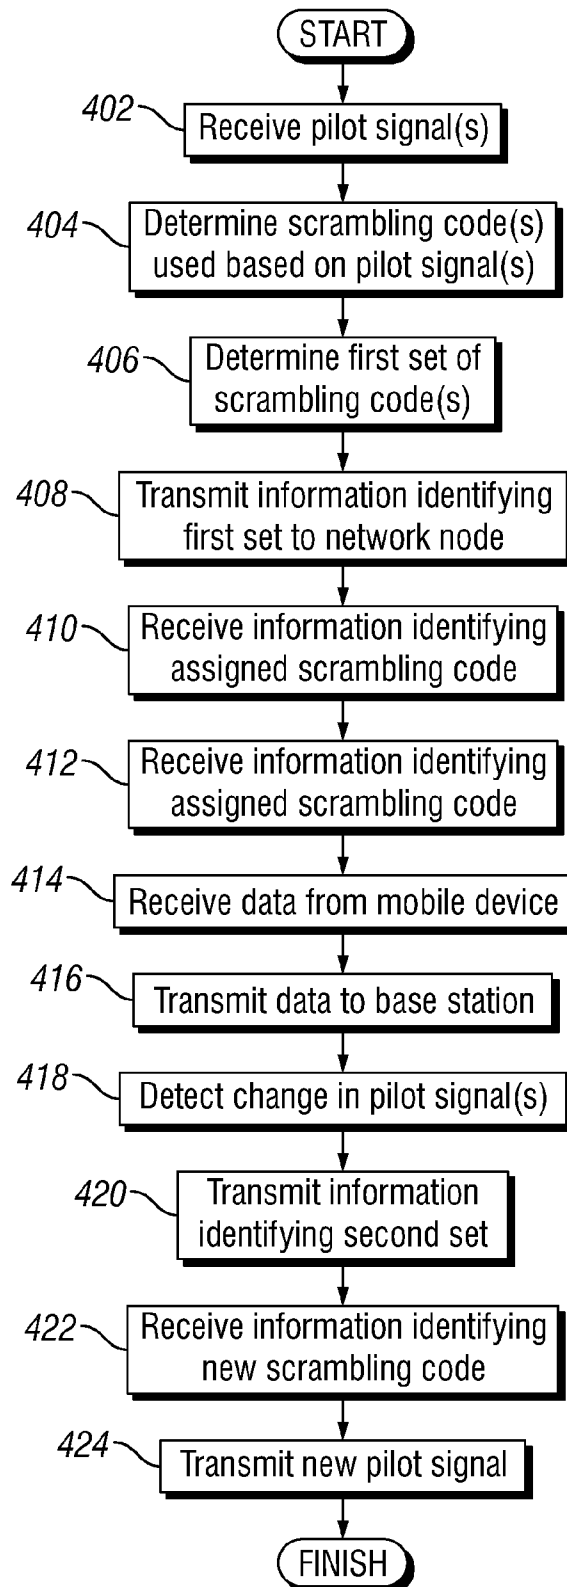 START
402
Receive pilot signal(s)
404
Determine scrambling code(s)
used based on pilot signal(s)
406
Determine first set of
scrambling code(s)
408
Transmit information identifying
first set to network node
410
Receive information identifying
assigned scrambling code
412
Receive information identifying
assigned scrambling code
414
Receive data from mobile device
416
Transmit data to base station
418
Detect change in pilot signal(s)
420
Transmit information
identifying second set
422
Receive information identifying
new scrambling code
424
Transmit new pilot signal
FINISH